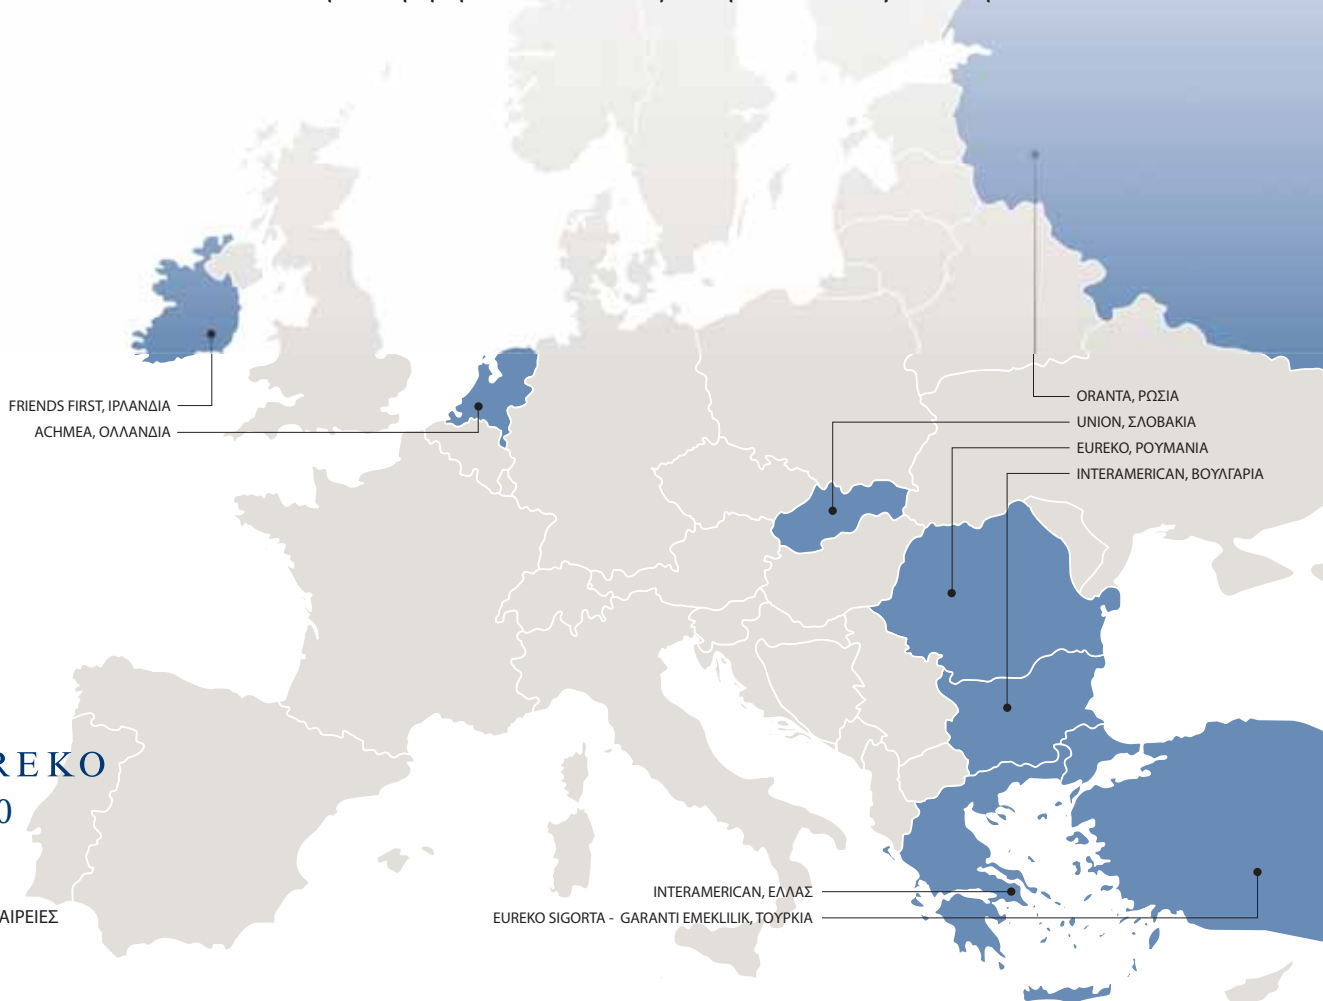 FRIENDS FIRST, ΙΡΛΑΝΔΙΑ
ACHMEA, ΟΛΛΑΝΔΙΑ
ORANTA, ΡΩΣΙΑ
UNION, ΣΛΟΒΑΚΙΑ
EUREKO, ΡΟΥΜΑΝΙΑ
INTERAMERICAN, ΒΟΥΛΓΑΡΙΑ
REKO
0
ΑΙΡΕΙΕΣ
INTERAMERICAN, ΕΛΛΑΣ
EUREKO SIGORTA - GARANTI EMEKLILIK, ΤΟΥΡΚΙΑ